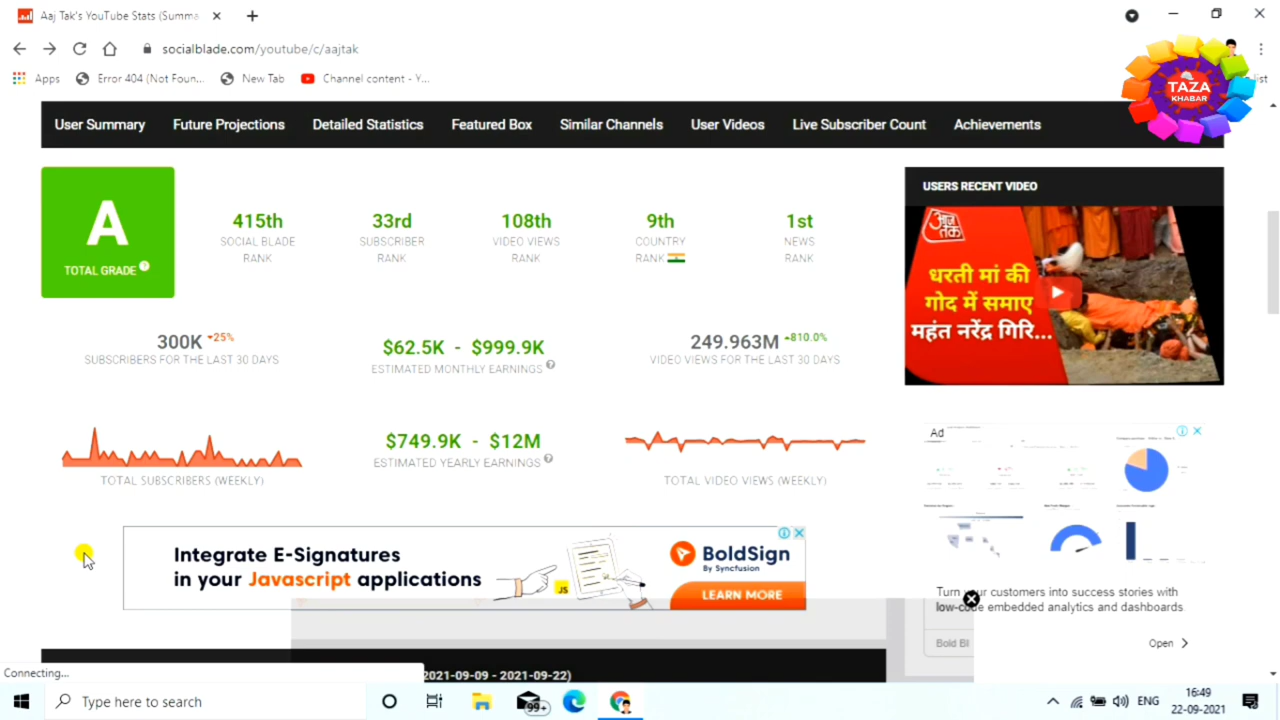 Aaj Tak's YouTube Stats (Summa
socialblade.com/youtube/c/aajtak
Apps
Error 404 (Not Foun...
New Tab
Channel content - Y...
TAZA
KHABAR
User Summary
Future Projections
Detailed Statistics
Featured Box
Similar Channels
User Videos
Live Subscriber Count
Achievements
A
TOTAL GRADE
415th
SOCIAL BLADE
RANK
33rd
SUBSCRIBER
RANK
108th
VIDEO VIEWS
RANK
9th
COUNTRY
RANK
1st
NEWS
RANK
USERS RECENT VIDEO
आज
तक
धरती मां की
गोद में समाए
महंत नरेंद्र गिरि...
300K -25%
SUBSCRIBERS FOR THE LAST 30 DAYS
$62.5K - $999.9K
ESTIMATED MONTHLY EARNINGS
249.963M 810.0%
VIDEO VIEWS FOR THE LAST 30 DAYS
TOTAL SUBSCRIBERS (WEEKLY)
$749.9K - $12M
ESTIMATED YEARLY EARNINGS
TOTAL VIDEO VIEWS (WEEKLY)
Ad
Integrate E-Signatures
in your Javascript applications
JS
BoldSign
By Syncfusion
LEARN MORE
Turn your customers into success stories with
low-code embedded analytics and dashboards.
Bold BI
Open
Connecting...
2021-09-09 - 2021-09-22)
Type here to search
99+
ENG
16:49
22-09-2021